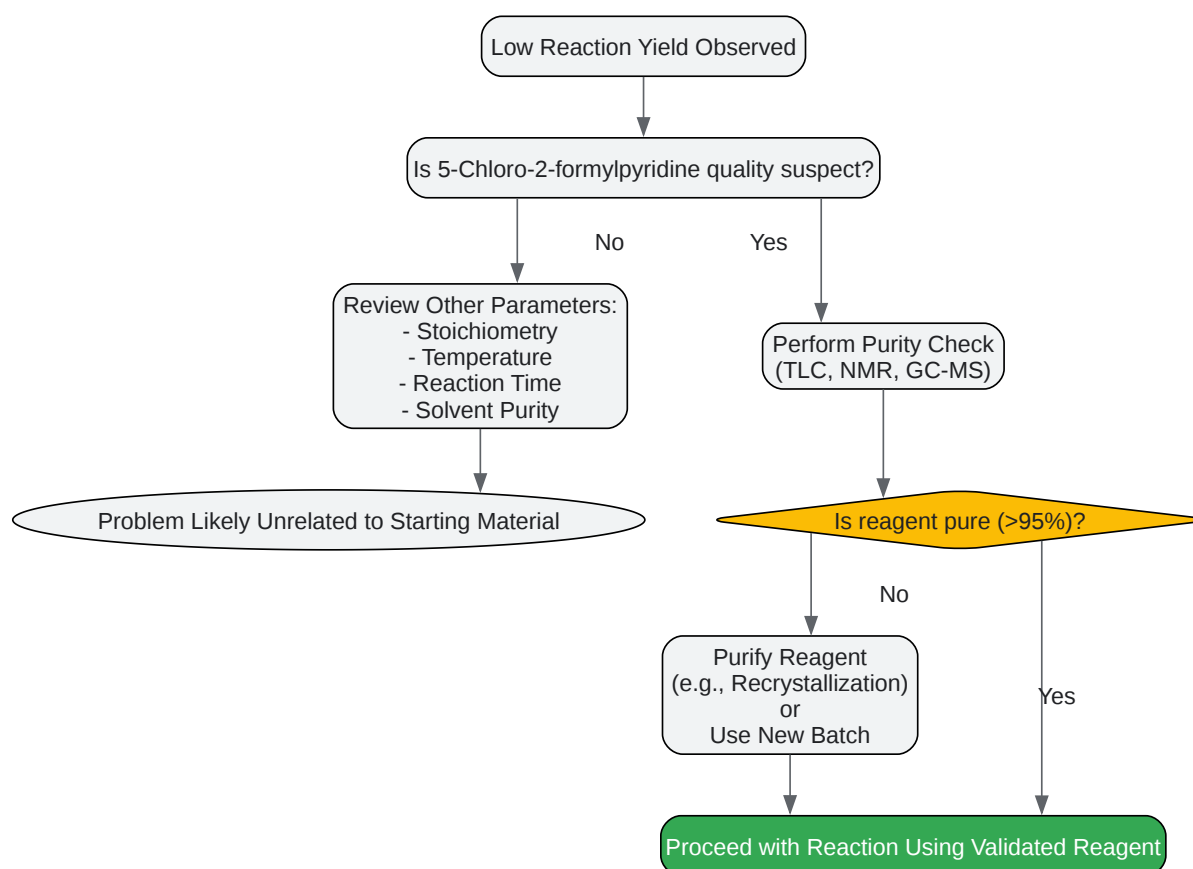 Low Reaction Yield Observed
Is 5-Chloro-2-formylpyridine quality suspect?
No
Yes
Review Other Parameters:
- Stoichiometry
- Temperature
- Reaction Time
- Solvent Purity
Perform Purity Check
(TLC, NMR, GC-MS)
Problem Likely Unrelated to Starting Material
Is reagent pure (>95%)?
No
Purify Reagent
(e.g., Recrystallization)
or
Use New Batch
Yes
Proceed with Reaction Using Validated Reagent